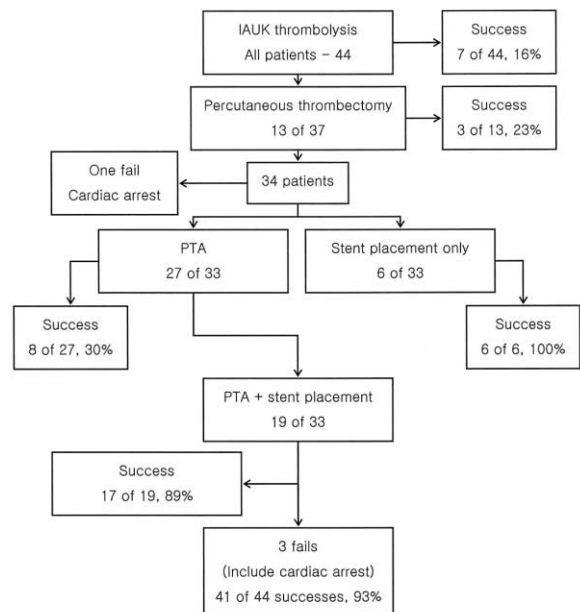 IAUK thrombolysis
All patients – 44
Success
7 of 44, 16%
Percutaneous thrombectomy
13 of 37
Success
3 of 13, 23%
One fail
Cardiac arrest
34 patients
PTA
27 of 33
Stent placement only
6 of 33
Success
8 of 27, 30%
Success
6 of 6, 100%
PTA + stent placement
19 of 33
Success
17 of 19, 89%
3 fails
(Include cardiac arrest)
41 of 44 successes, 93%